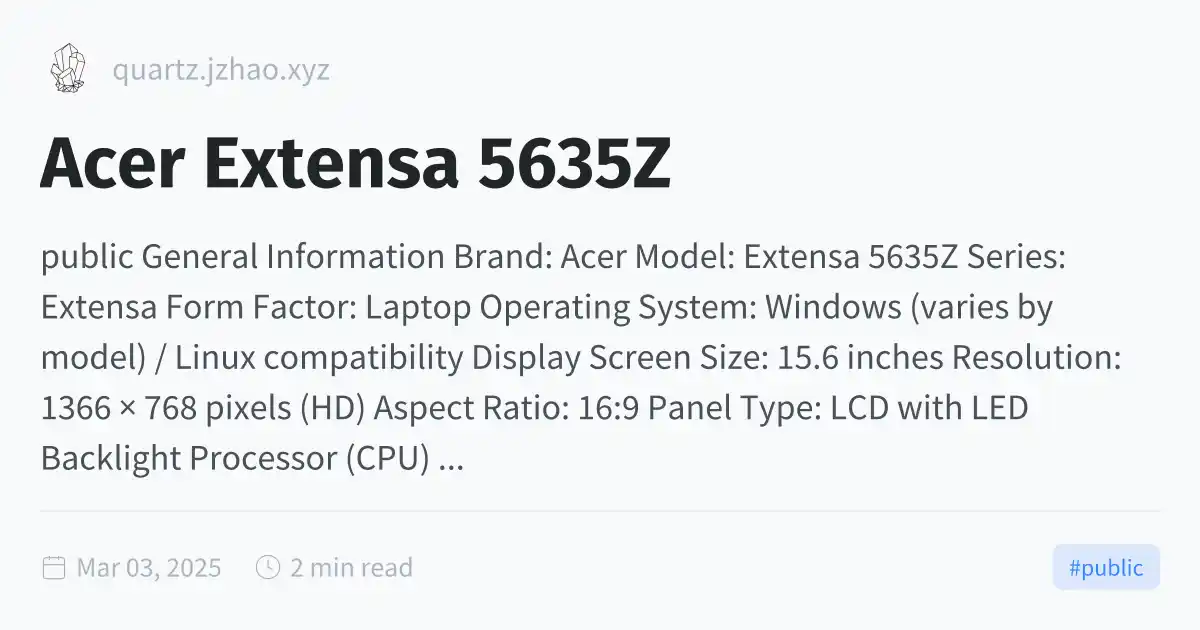 quartz.jzhao.xyz
Acer Extensa 5635Z
public General Information Brand: Acer Model: Extensa 5635Z Series:
Extensa Form Factor: Laptop Operating System: Windows (varies by
model) / Linux compatibility Display Screen Size: 15.6 inches Resolution:
1366 × 768 pixels (HD) Aspect Ratio: 16:9 Panel Type: LCD with LED
Backlight Processor (CPU) ...
Mar 03, 2025 2 min read #public